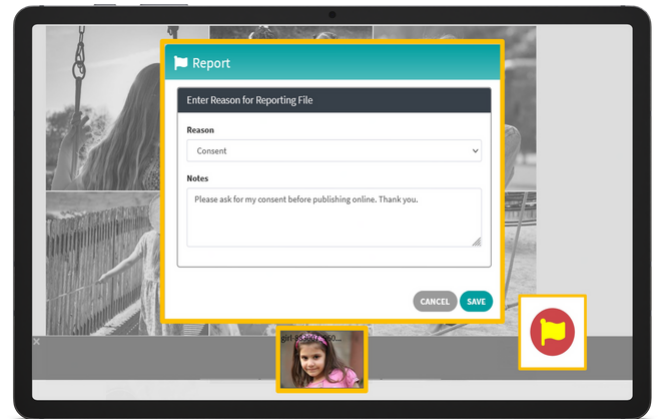 Report
Enter Reason for Reporting File
Reason
Consent
Notes
Please ask for my consent before publishing online. Thank you.
CANCEL
SAVE